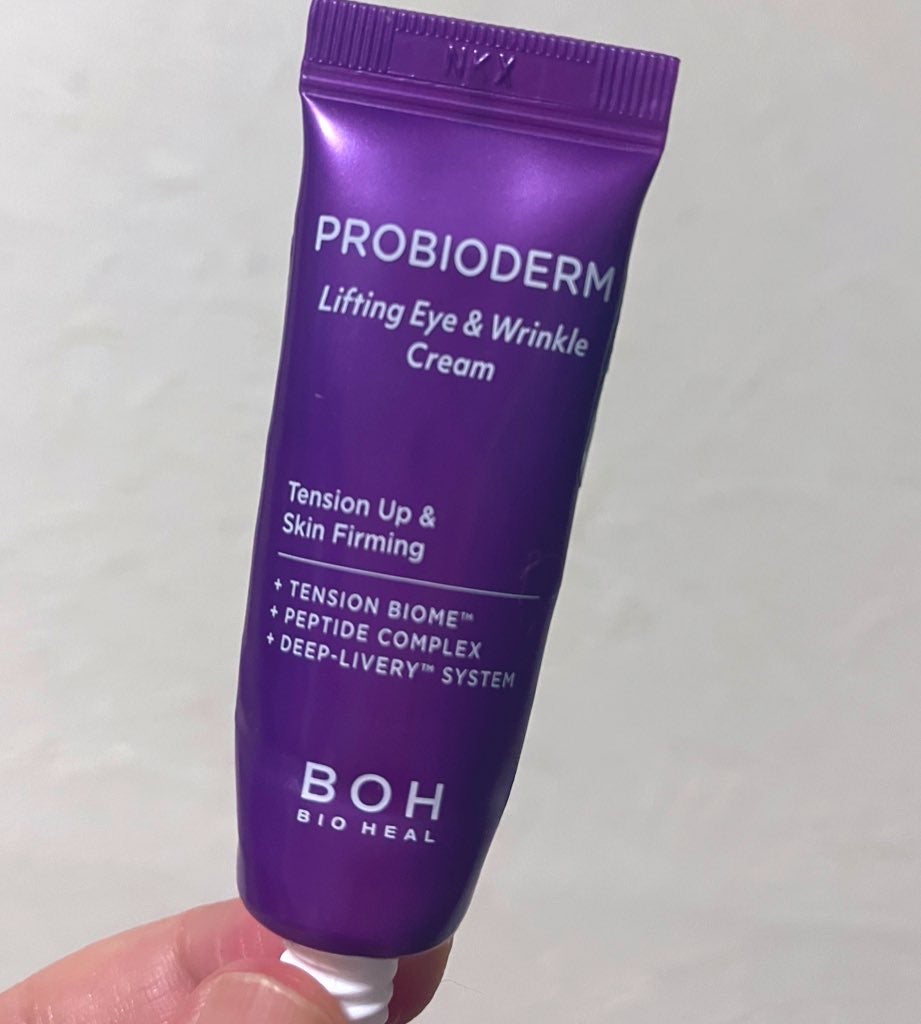 PROBIODERM
Lifting Eye & Wrinkle
Cream
Tension Up &
Skin Firming
+ TENSION BIOME™
+ PEPTIDE COMPLEX
+ DEEP-LIVERY™ SYSTEM
BOH
BIO HEAL